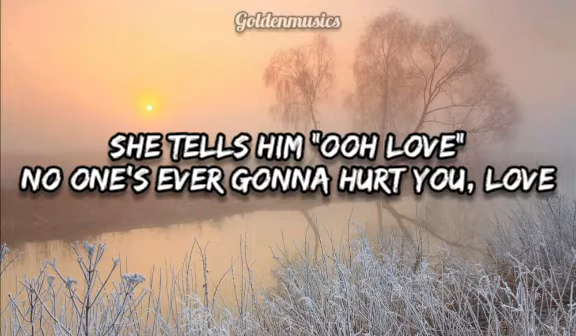 Goldenmusics
SHE TELLS HIM "OOH LOVE"
NO ONE'S EVER GONNA HURT YOU, LOVE